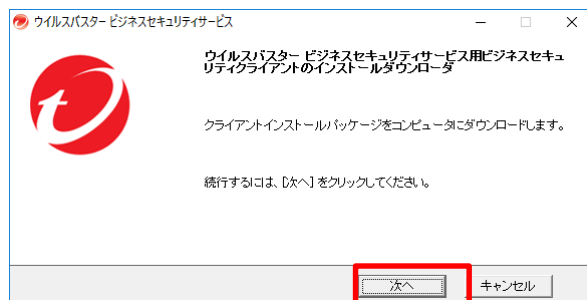 ウイルスバスター ビジネスセキュリティサービス
ウイルスバスター ビジネスセキュリティサービス用ビジネスセキュ
リティクライアントのインストールダウンローダ
クライアントインストールパッケージをコンピュータにダウンロードします。
続行するには、[次へ] をクリックしてください。
次へ
キャンセル